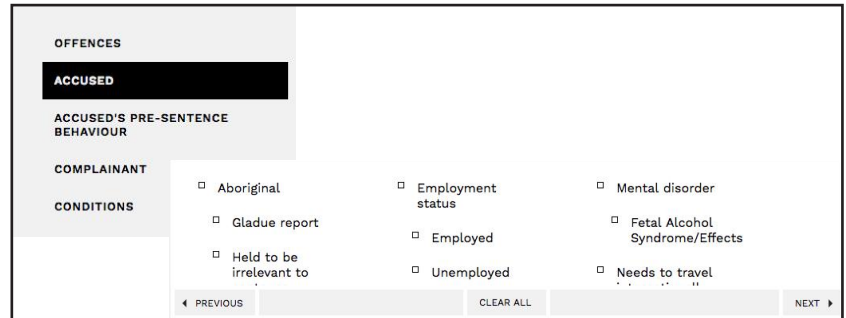 OFFENCES
ACCUSED
ACCUSED'S PRE-SENTENCE
BEHAVIOUR
COMPLAINANT
CONDITIONS
Aboriginal
Gladue report
Held to be
irrelevant to
Employment
status
Employed
Unemployed
Mental disorder
Fetal Alcohol
Syndrome/Effects
Needs to travel
PREVIOUS
CLEAR ALL
NEXT